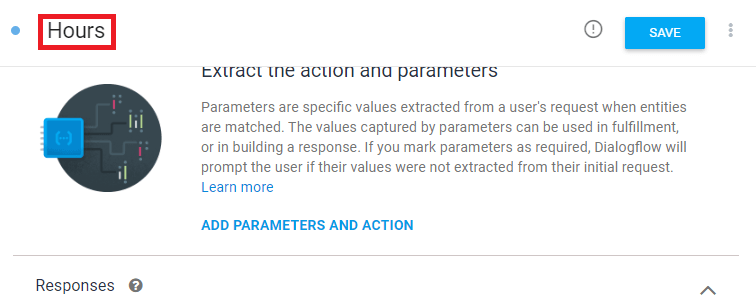 Hours
SAVE
Extract the action and parameters
Parameters are specific values extracted from a user's request when entities
are matched. The values captured by parameters can be used in fulfillment,
or in building a response. If you mark parameters as required, Dialogflow will
prompt the user if their values were not extracted from their initial request.
Learn more
ADD PARAMETERS AND ACTION
Responses